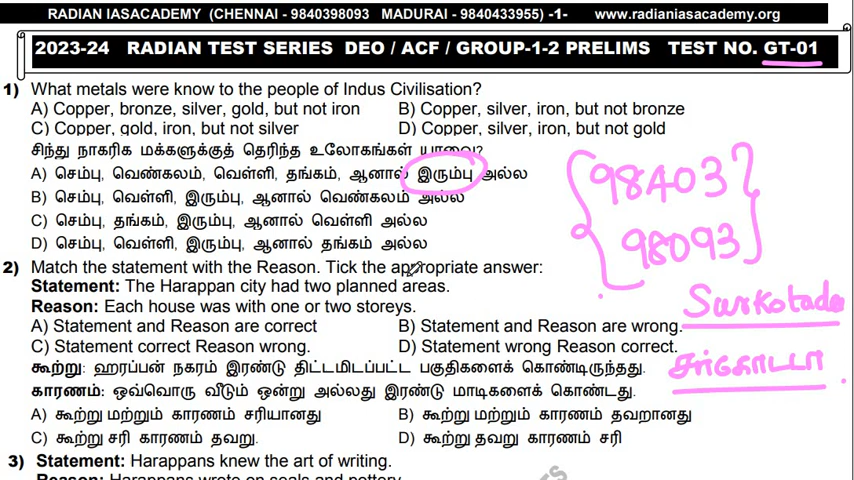 RADIAN IASACADEMY (CHENNAI - 9840398093 MADURAI - 9840433955) -1- www.radianiasacademy.org
2023-24 RADIAN TEST SERIES DEO / ACF / GROUP-1-2 PRELIMS TEST NO. GT-01
1) What metals were know to the people of Indus Civilisation?
A) Copper, bronze, silver, gold, but not iron B) Copper, silver, iron, but not bronze
C) Copper, gold, iron, but not silver D) Copper, silver, iron, but not gold
சிந்து நாகரிக மக்களுக்குத் தெரிந்த உலோகங்கள் யாவை?
A) செம்பு, வெண்கலம், வெள்ளி, தங்கம், ஆனால் இரும்பு அல்ல
B) செம்பு, வெள்ளி, இரும்பு, ஆனால் வெண்கலம் அல்ல
C) செம்பு, தங்கம், இரும்பு, ஆனால் வெள்ளி அல்ல
D) செம்பு, வெள்ளி, இரும்பு, ஆனால் தங்கம் அல்ல
98403
98093
2) Match the statement with the Reason. Tick the appropriate answer:
Statement: The Harappan city had two planned areas.
Reason: Each house was with one or two storeys.
Surkotada
A) Statement and Reason are correct B) Statement and Reason are wrong.
C) Statement correct Reason wrong. D) Statement wrong Reason correct.
கூற்று: ஹரப்பன் நகரம் இரண்டு திட்டமிடப்பட்ட பகுதிகளைக் கொண்டிருந்தது.
சர்கோடடா
காரணம்: ஒவ்வொரு வீடும் ஒன்று அல்லது இரண்டு மாடிகளைக் கொண்டது.
A) கூற்று மற்றும் காரணம் சரியானது B) கூற்று மற்றும் காரணம் தவறானது
C) கூற்று சரி காரணம் தவறு. D) கூற்று தவறு காரணம் சரி
3) Statement: Harappans knew the art of writing.
Reason: Harappans wrote on seals and pottery.